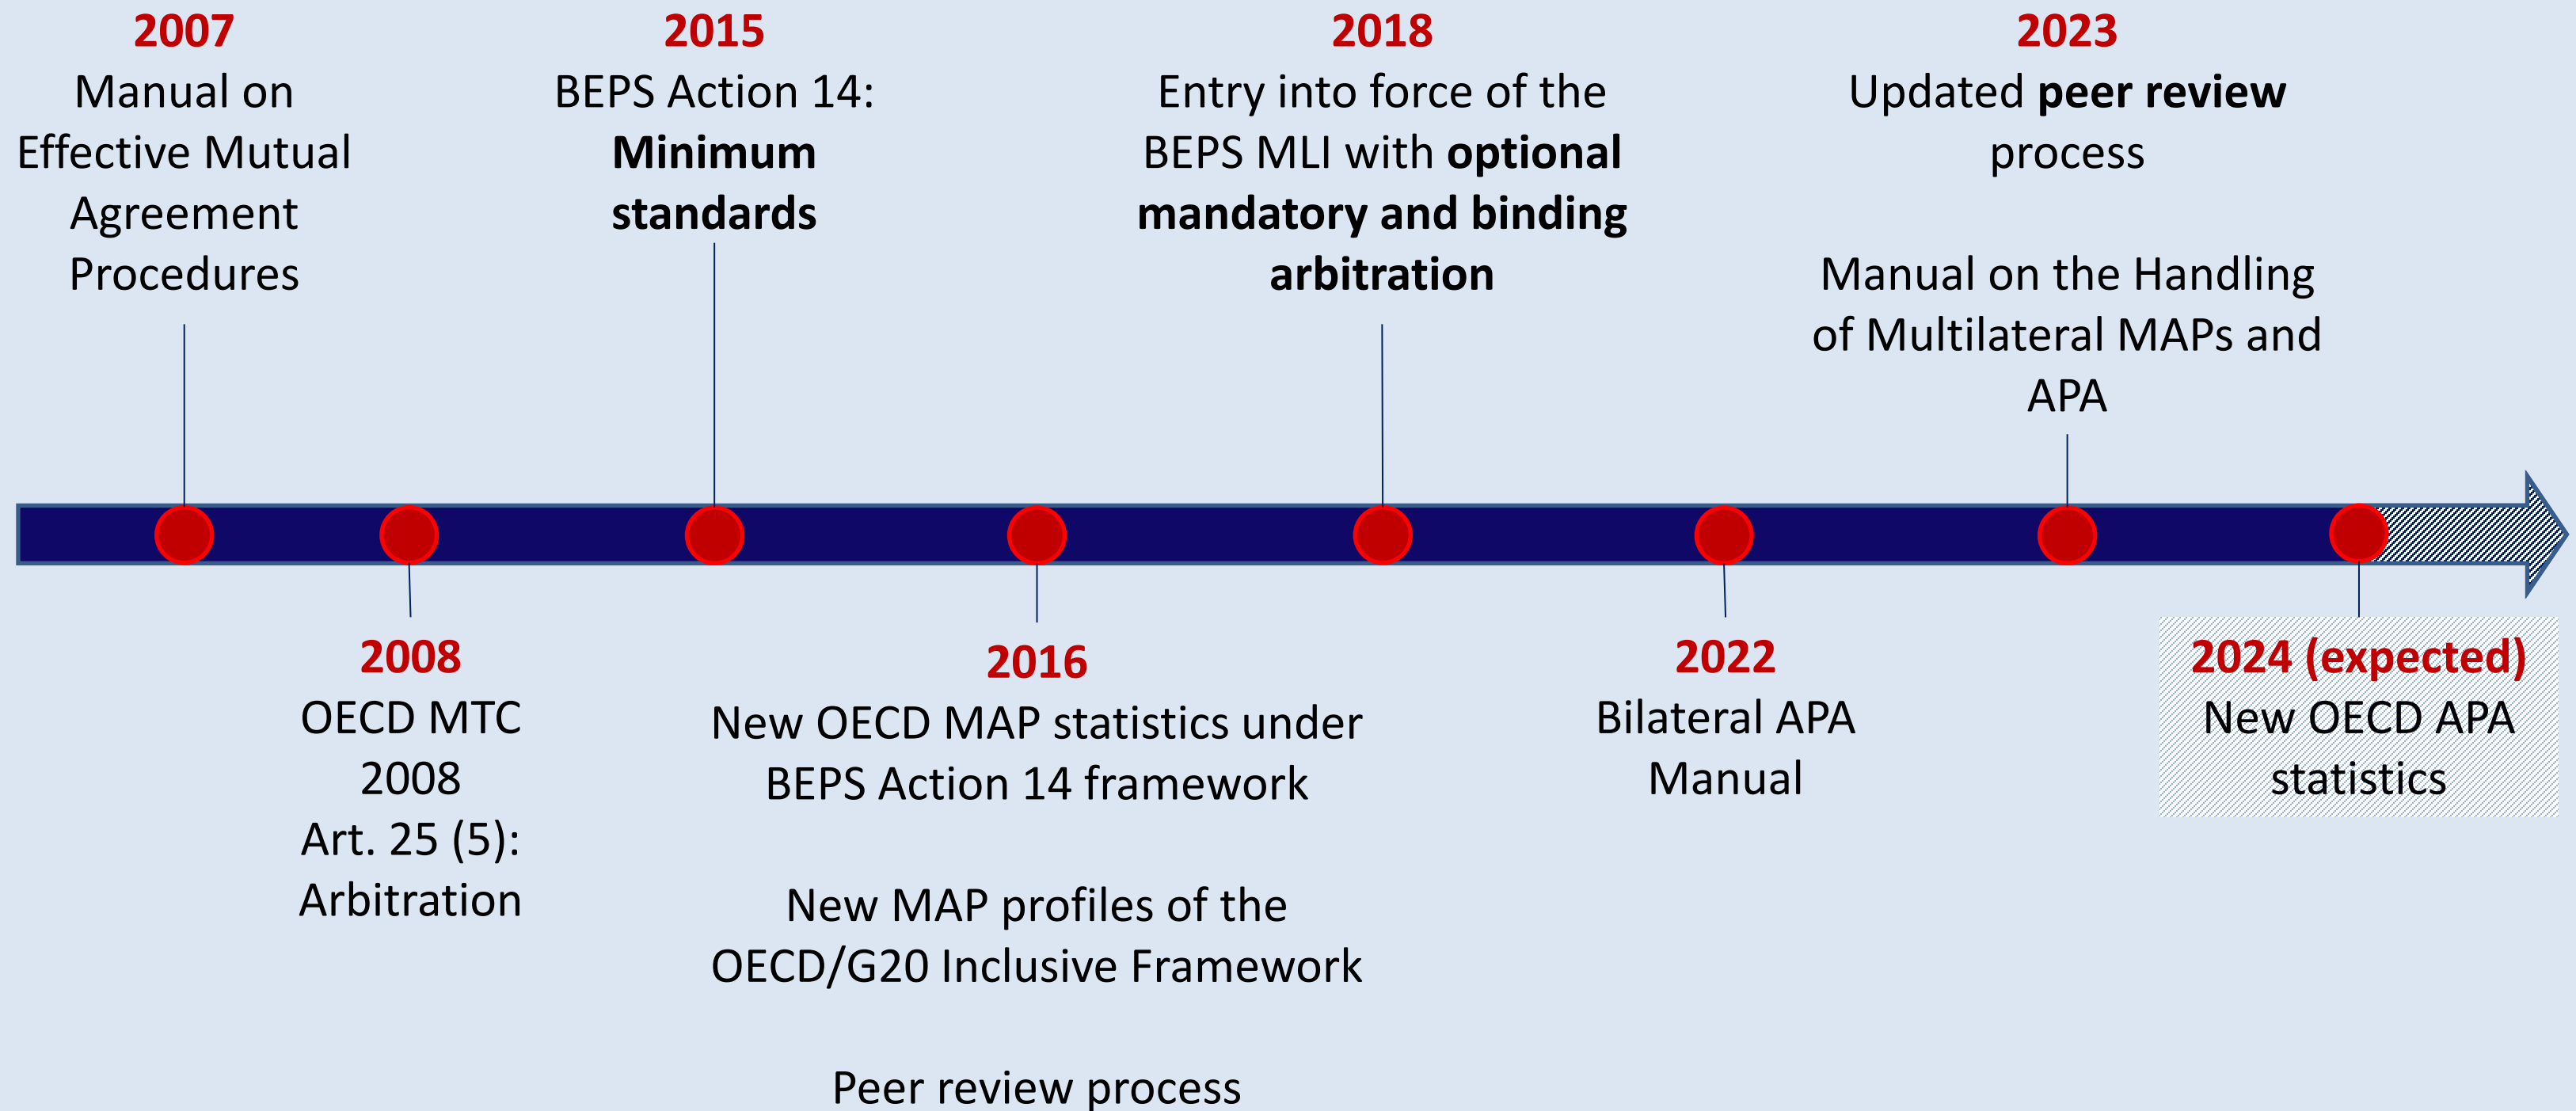 2007
Manual on
Effective Mutual
Agreement
Procedures
2015
BEPS Action 14:
Minimum
standards
2018
Entry into force of the
BEPS MLI with optional
mandatory and binding
arbitration
2023
Updated peer review
process
Manual on the Handling
of Multilateral MAPs and
APA
2008
OECD MTC
2008
Art. 25 (5):
Arbitration
2016
New OECD MAP statistics under
BEPS Action 14 framework
New MAP profiles of the
OECD/G20 Inclusive Framework
Peer review process
2022
Bilateral APA
Manual
2024 (expected)
New OECD APA
statistics